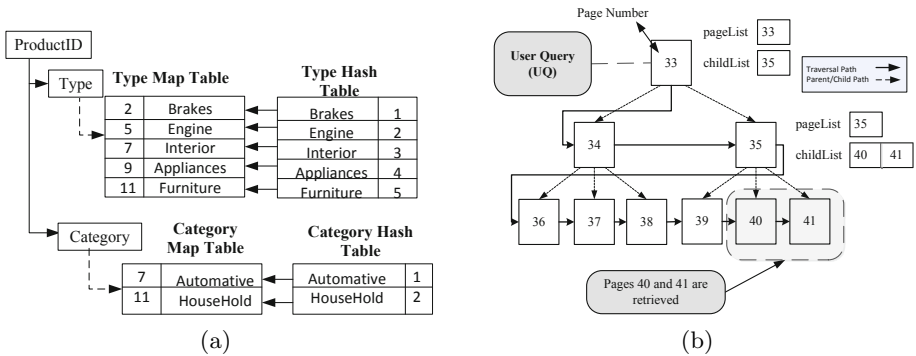 ProductID
Type
Type Map Table
2 Brakes
5 Engine
7 Interior
9 Appliances
11 Furniture
Type Hash
Table
Brakes 1
Engine 2
Interior 3
Appliances 4
Furniture 5
Category
Category
Map Table
7 Automative
11 HouseHold
Category Hash
Table
Automative 1
HouseHold 2
(a)
Page Number
User Query
(UQ)
33
pageList 33
childList 35
Traversal Path
Parent/Child Path
34
35
pageList 35
childList 40 41
36
37
38
39
40
41
Pages 40 and 41 are
retrieved
(b)